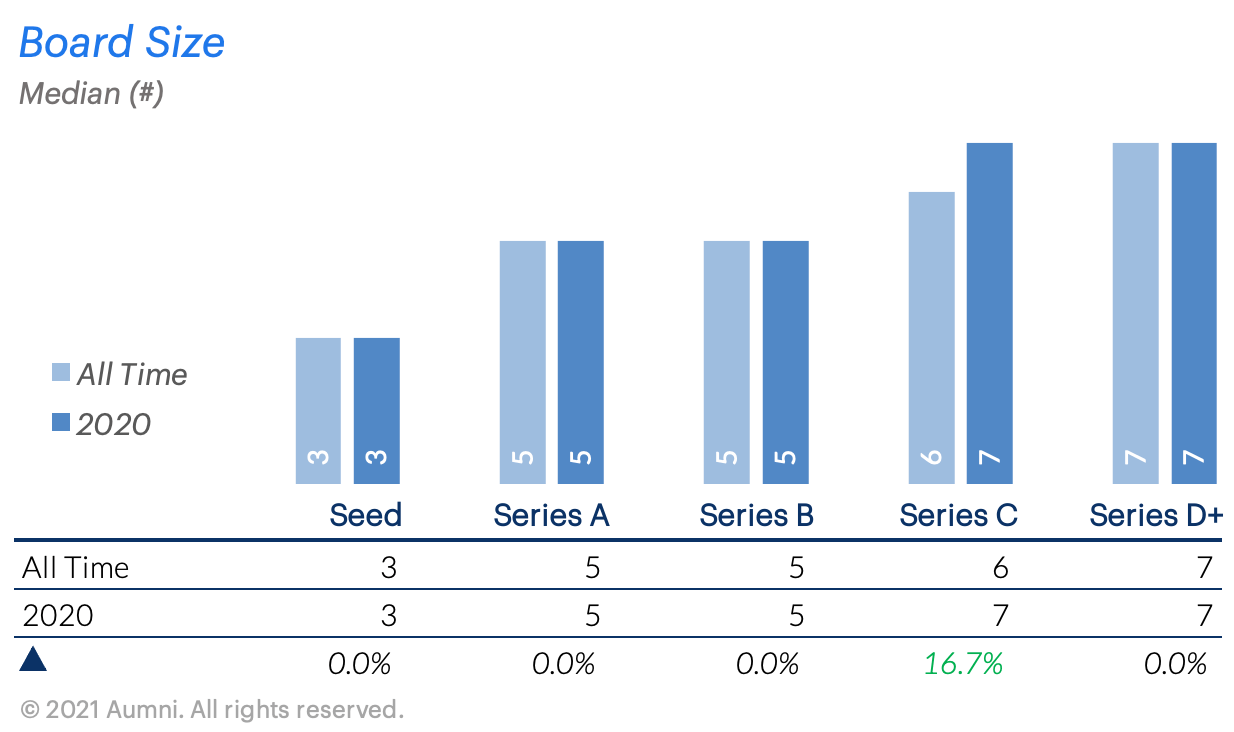 Board Size
Median (#)
All Time
2020
3 3 5 5 5 5 6 7 7 7
Seed Series A Series B Series C Series D+
All Time 3 5 5 6 7
2020 3 5 5 7 7
▲ 0.0% 0.0% 0.0% 16.7% 0.0%
© 2021 Aumni. All rights reserved.